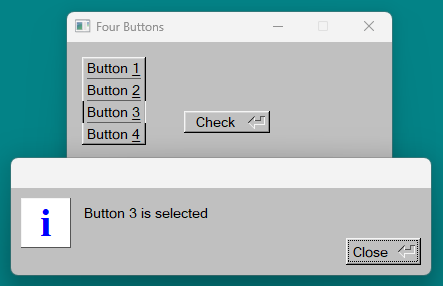 Four Buttons
Button 1
Button 2
Button 3
Button 4
Check
i
Button 3 is selected
Close